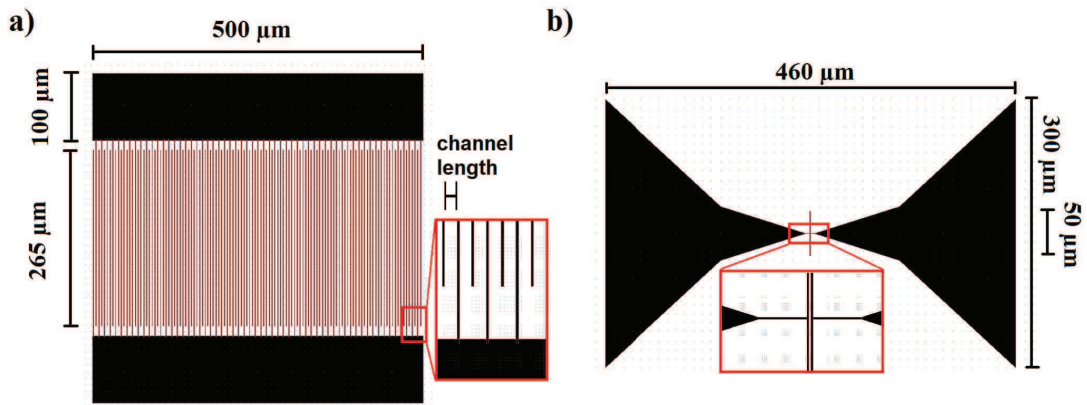 a)
500 µm
100 µm
265 µm
channel
length
b)
460 µm
300 µm
50 µm